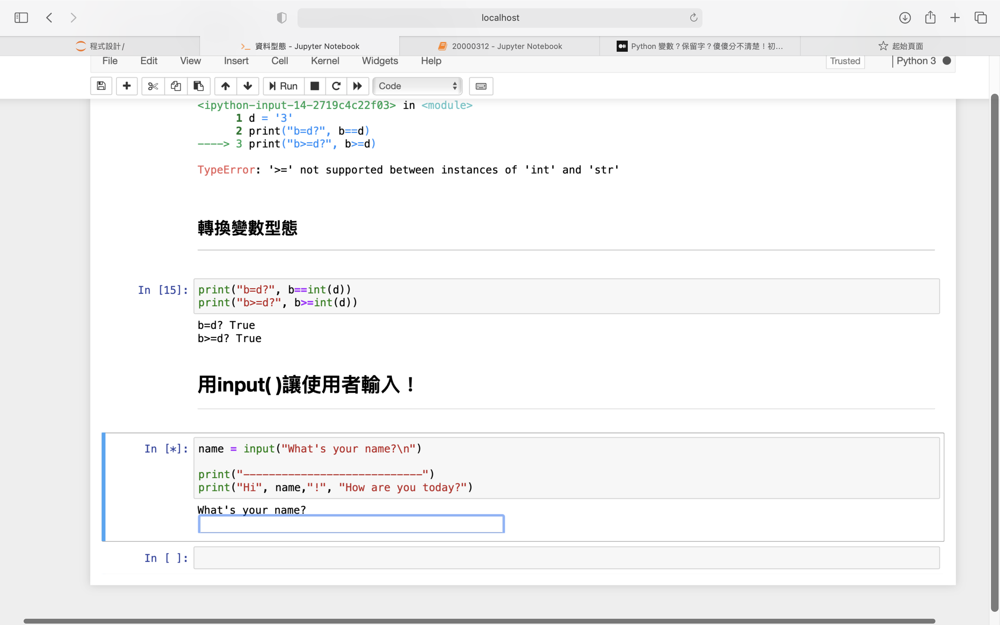 localhost
程式設計/
資料型態 - Jupyter Notebook
20000312 - Jupyter Notebook
Python 變數？保留字？傻傻分不清楚！初...
起始頁面
File Edit View Insert Cell Kernel Widgets Help
Trusted
Python 3
Run
Code
<ipython-input-14-2719c4c22f03> in <module>
1 d = '3'
2 print("b=d?", b==d)
----> 3 print("b>=d?", b>=d)
TypeError: '>=' not supported between instances of 'int' and 'str'
轉換變數型態
In [15]:
print("b=d?", b==int(d))
print("b>=d?", b>=int(d))
b=d? True
b>=d? True
用input( )讓使用者輸入！
In [*]:
name = input("What's your name?\n")
print("----------------------------")
print("Hi", name,"!", "How are you today?")
What's your name?
In [ ]: